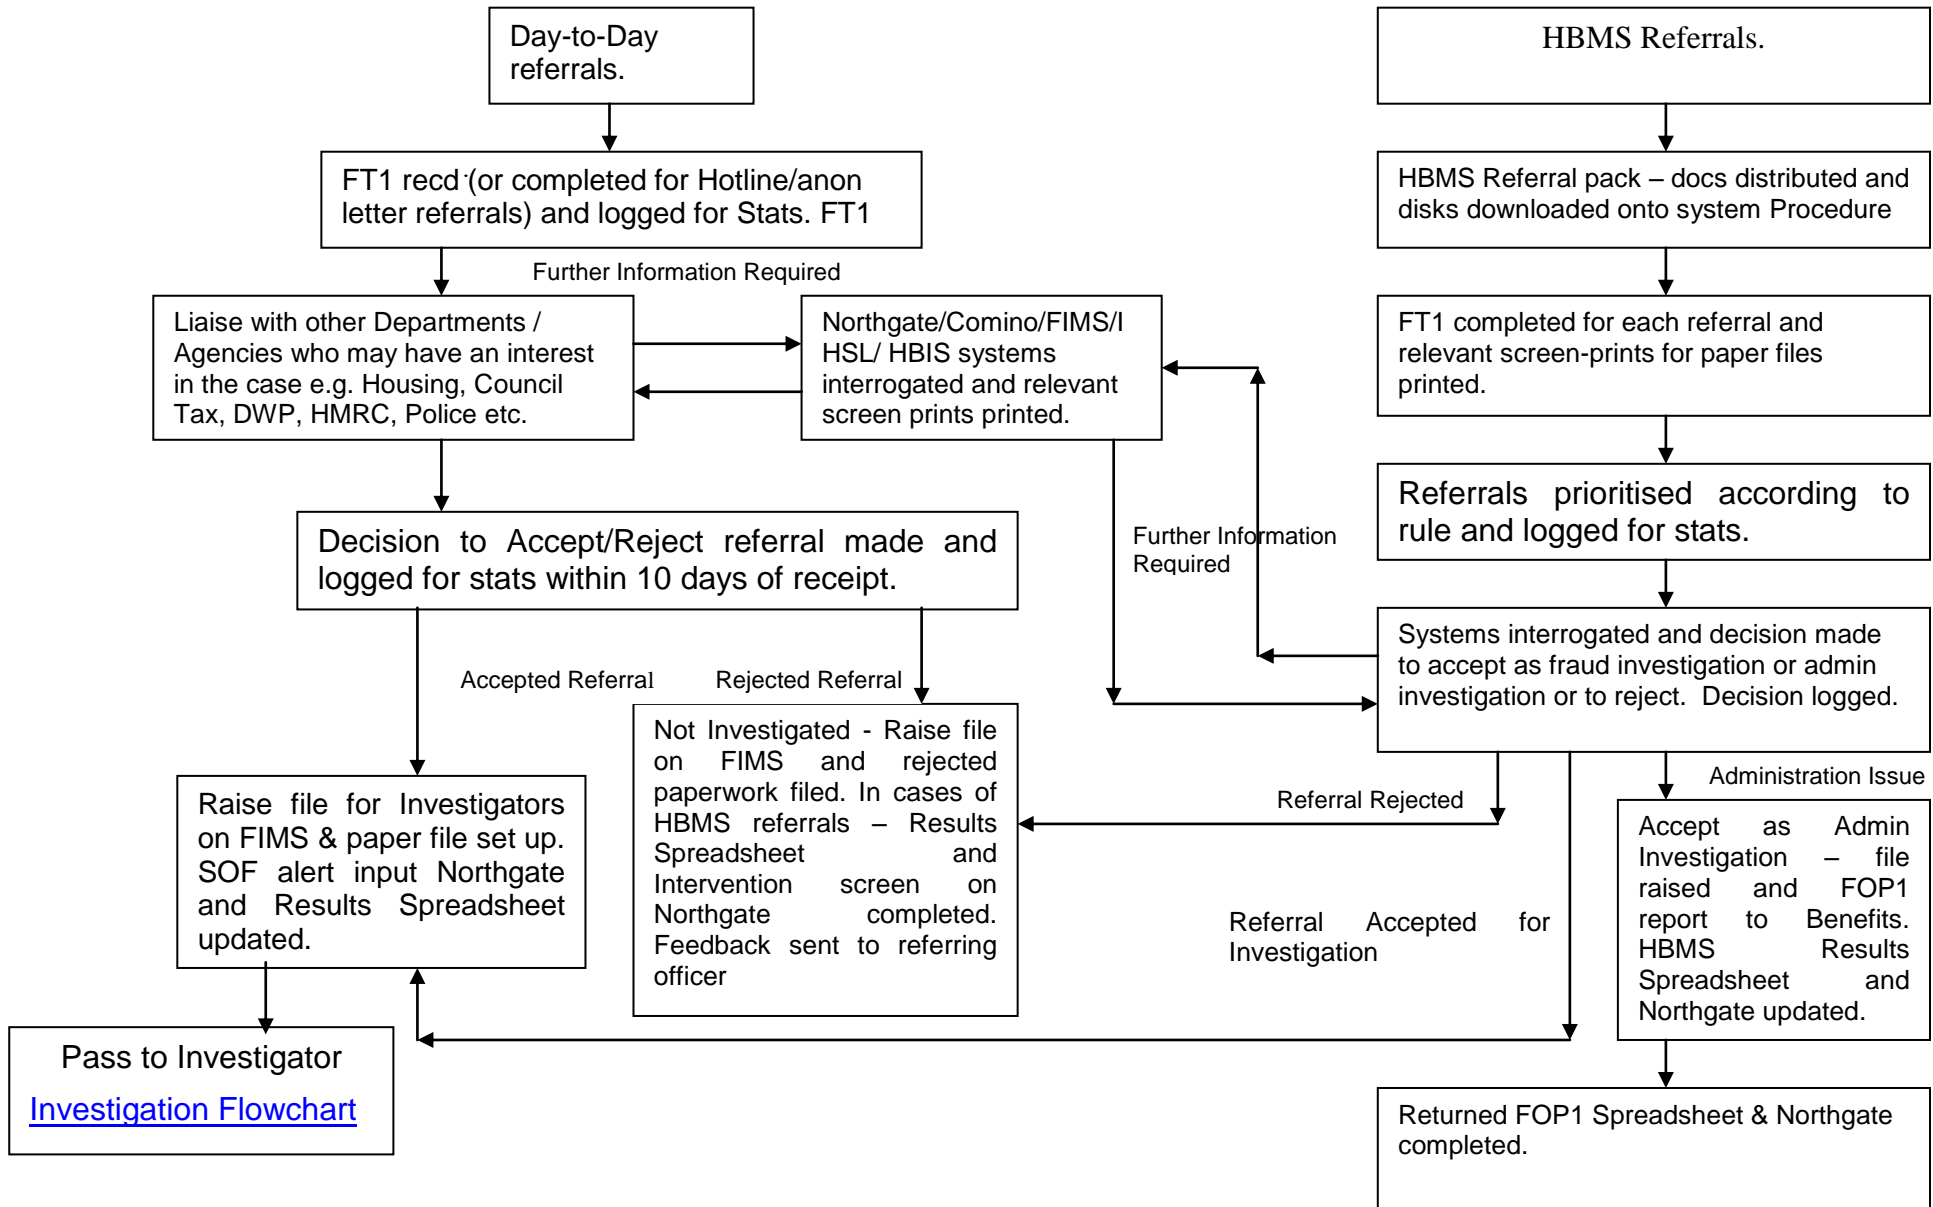 Day-to-Day
referrals.
HBMS Referrals.
FT1 recd (or completed for Hotline/anon
letter referrals) and logged for Stats. FT1
HBMS Referral pack – docs distributed and
disks downloaded onto system Procedure
Further Information Required
Liaise with other Departments /
Agencies who may have an interest
in the case e.g. Housing, Council
Tax, DWP, HMRC, Police etc.
Northgate/Comino/FIMS/I
HSL/ HBIS systems
interrogated and relevant
screen prints printed.
FT1 completed for each referral and
relevant screen-prints for paper files
printed.
Referrals prioritised according to
rule and logged for stats.
Decision to Accept/Reject referral made and
logged for stats within 10 days of receipt.
Further Information
Required
Systems interrogated and decision made
to accept as fraud investigation or admin
investigation or to reject.  Decision logged.
Accepted Referral
Rejected Referral
Not Investigated - Raise file
on FIMS and rejected
paperwork filed. In cases of
HBMS referrals – Results
Spreadsheet and
Intervention screen on
Northgate completed.
Feedback sent to referring
officer
Raise file for Investigators
on FIMS & paper file set up.
SOF alert input Northgate
and Results Spreadsheet
updated.
Referral Rejected
Administration Issue
Accept as Admin
Investigation – file
raised and FOP1
report to Benefits.
HBMS Results
Spreadsheet and
Northgate updated.
Referral Accepted for
Investigation
Pass to Investigator
Investigation Flowchart
Returned FOP1 Spreadsheet & Northgate
completed.